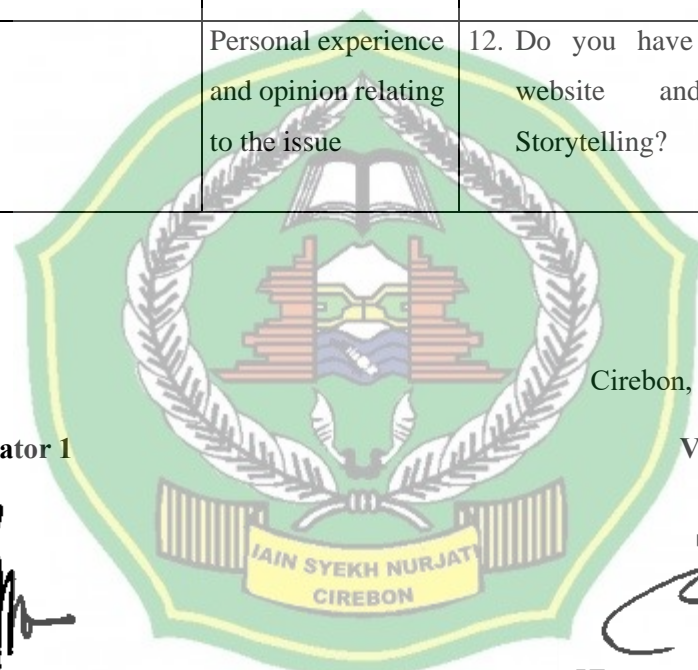 Personal experience
and opinion relating
to the issue
12. Do you have
website and
Storytelling?
Cirebon,
ator 1
V
IAIN SYEKH NURJATI
CIREBON